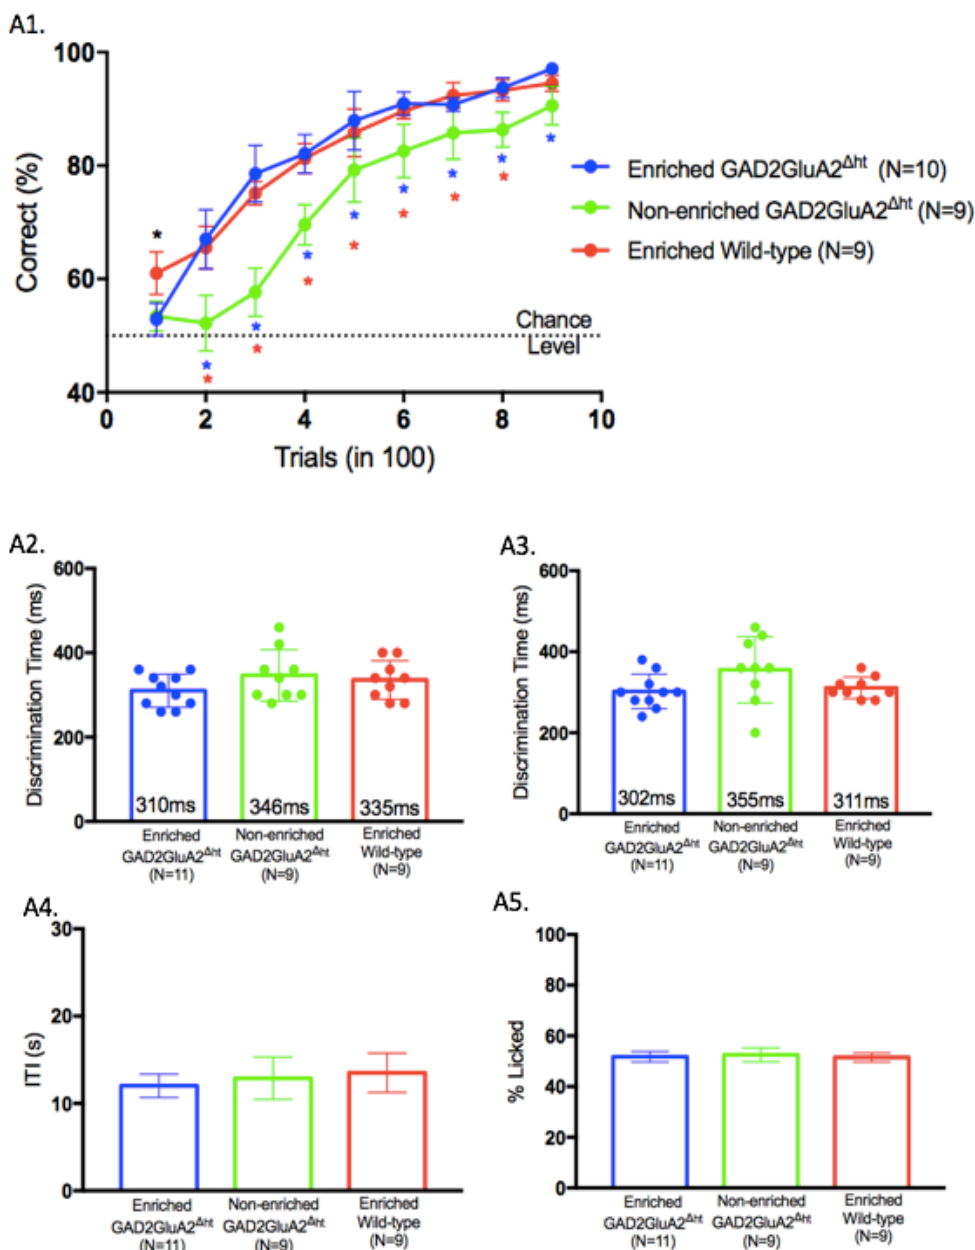 A1.
100
80
60
40
Correct (%)
*
* * * * * * * *
* * * * * * *
Chance
Level
0 2 4 6 8 10
Trials (in 100)
Enriched GAD2GluA2Δht (N=10)
Non-enriched GAD2GluA2Δht (N=9)
Enriched Wild-type (N=9)
A2.
600
400
200
0
Discrimination Time (ms)
310ms 346ms 335ms
Enriched
GAD2GluA2Δht
(N=11)
Non-enriched
GAD2GluA2Δht
(N=9)
Enriched
Wild-type
(N=9)
A3.
600
400
200
0
Discrimination Time (ms)
302ms 355ms 311ms
Enriched
GAD2GluA2Δht
(N=11)
Non-enriched
GAD2GluA2Δht
(N=9)
Enriched
Wild-type
(N=9)
A4.
30
20
10
0
ITI (s)
Enriched
GAD2GluA2Δht
(N=11)
Non-enriched
GAD2GluA2Δht
(N=9)
Enriched
Wild-type
(N=9)
A5.
100
80
60
40
20
0
% Licked
Enriched
GAD2GluA2Δht
(N=11)
Non-enriched
GAD2GluA2Δht
(N=9)
Enriched
Wild-type
(N=9)